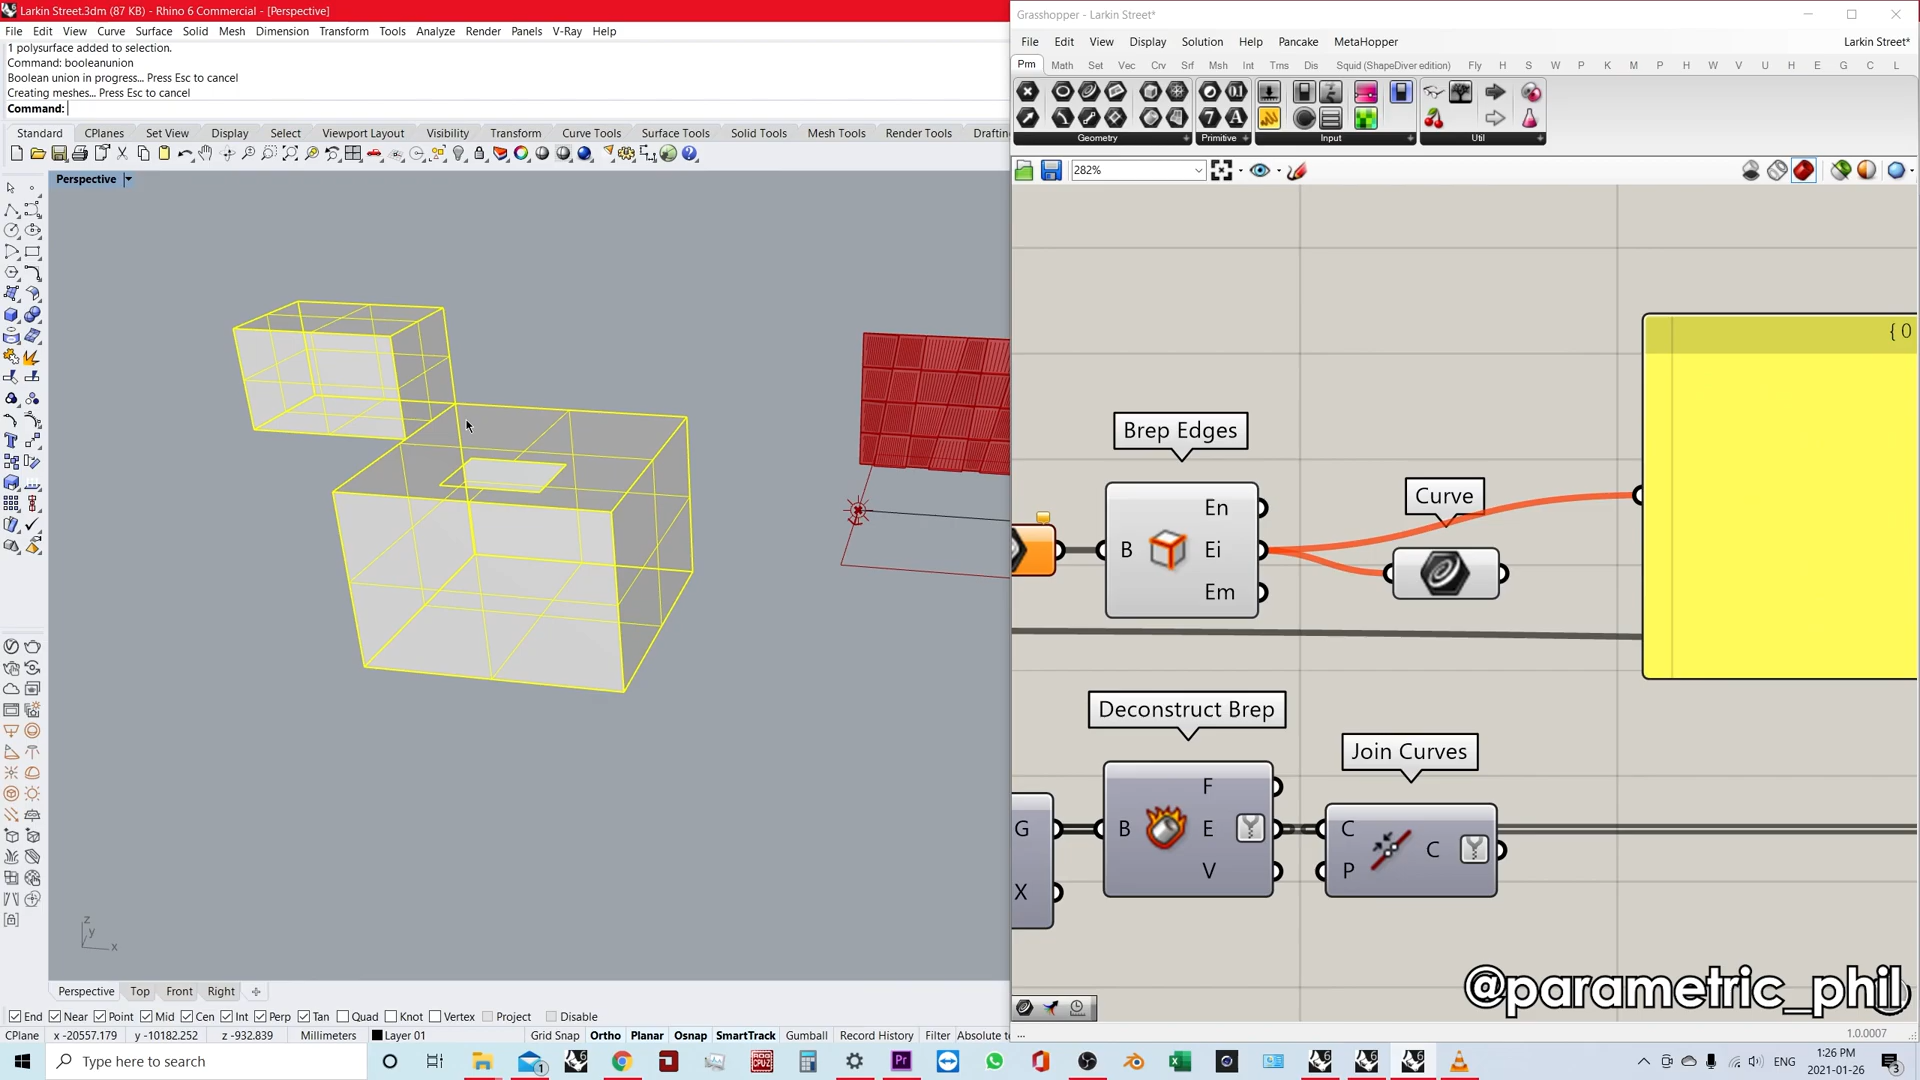 Larkin Street.3dm (87 KB) - Rhino 6 Commercial - [Perspective]
File Edit View Curve Surface Solid Mesh Dimension Transform Tools Analyze Render Panels V-Ray Help
1 polysurface added to selection.
Command: booleanunion
Boolean union in progress... Press Esc to cancel
Creating meshes... Press Esc to cancel
Command:
Standard CPlanes Set View Display Select Viewport Layout Visibility Transform Curve Tools Surface Tools Solid Tools Mesh Tools Render Tools Draftin
Perspective
z
y
x
Perspective Top Front Right
End Near Point Mid Cen Int Perp Tan Quad Knot Vertex Project Disable
CPlane x -20557.179 y -10182.252 z -932.839 Millimeters Layer 01 Grid Snap Ortho Planar Osnap SmartTrack Gumball Record History Filter Absolute to
Grasshopper - Larkin Street*
File Edit View Display Solution Help Pancake MetaHopper Larkin Street*
Prm Math Set Vec Crv Srf Msh Int Trns Dis Squid (ShapeDiver edition) Fly H S W P K M P H W V U H E G C L
Geometry Primitive Input Util
282%
{ 0
Brep Edges
En
B Ei
Em
Curve
Deconstruct Brep
F
G B E
V
X
Join Curves
C C
P
@parametric_phil
...
1.0.0007
Type here to search
ENG
1:26 PM
2021-01-26